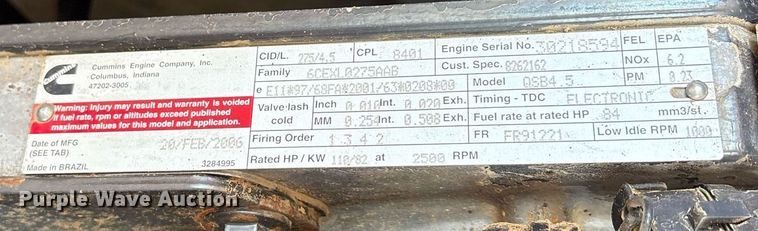 Cummins Engine Company, Inc.
Columbus, Indiana
47202-3005
Warning: Injury may result and warranty is voided
if fuel rate, rpm or altitudes exceed published
maximum values for this model and application.
Date of MFG 20/FEB/2006
(SEE TAB)
Made in BRAZIL 3284995
CID/L. 275/4.5 CPL 8401 Engine Serial No. 30218594 FEL EPA
Family 6CEXL0275AAB Cust. Spec. 8262162 NOx 6.2
e E11*97/68FA*2001/63*0208*00 Model QSB4.5 PM 0.23
Valve lash Inch 0.010 Int. 0.020 Exh. Timing - TDC ELECTRONIC
cold MM 0.254 Int. 0.508 Exh. Fuel rate at rated HP 84 mm3/st.
Firing Order 1 3 4 2 FR FR91221 Low Idle RPM 1000
Rated HP / KW 110/82 at 2500 RPM
Purple Wave Auction